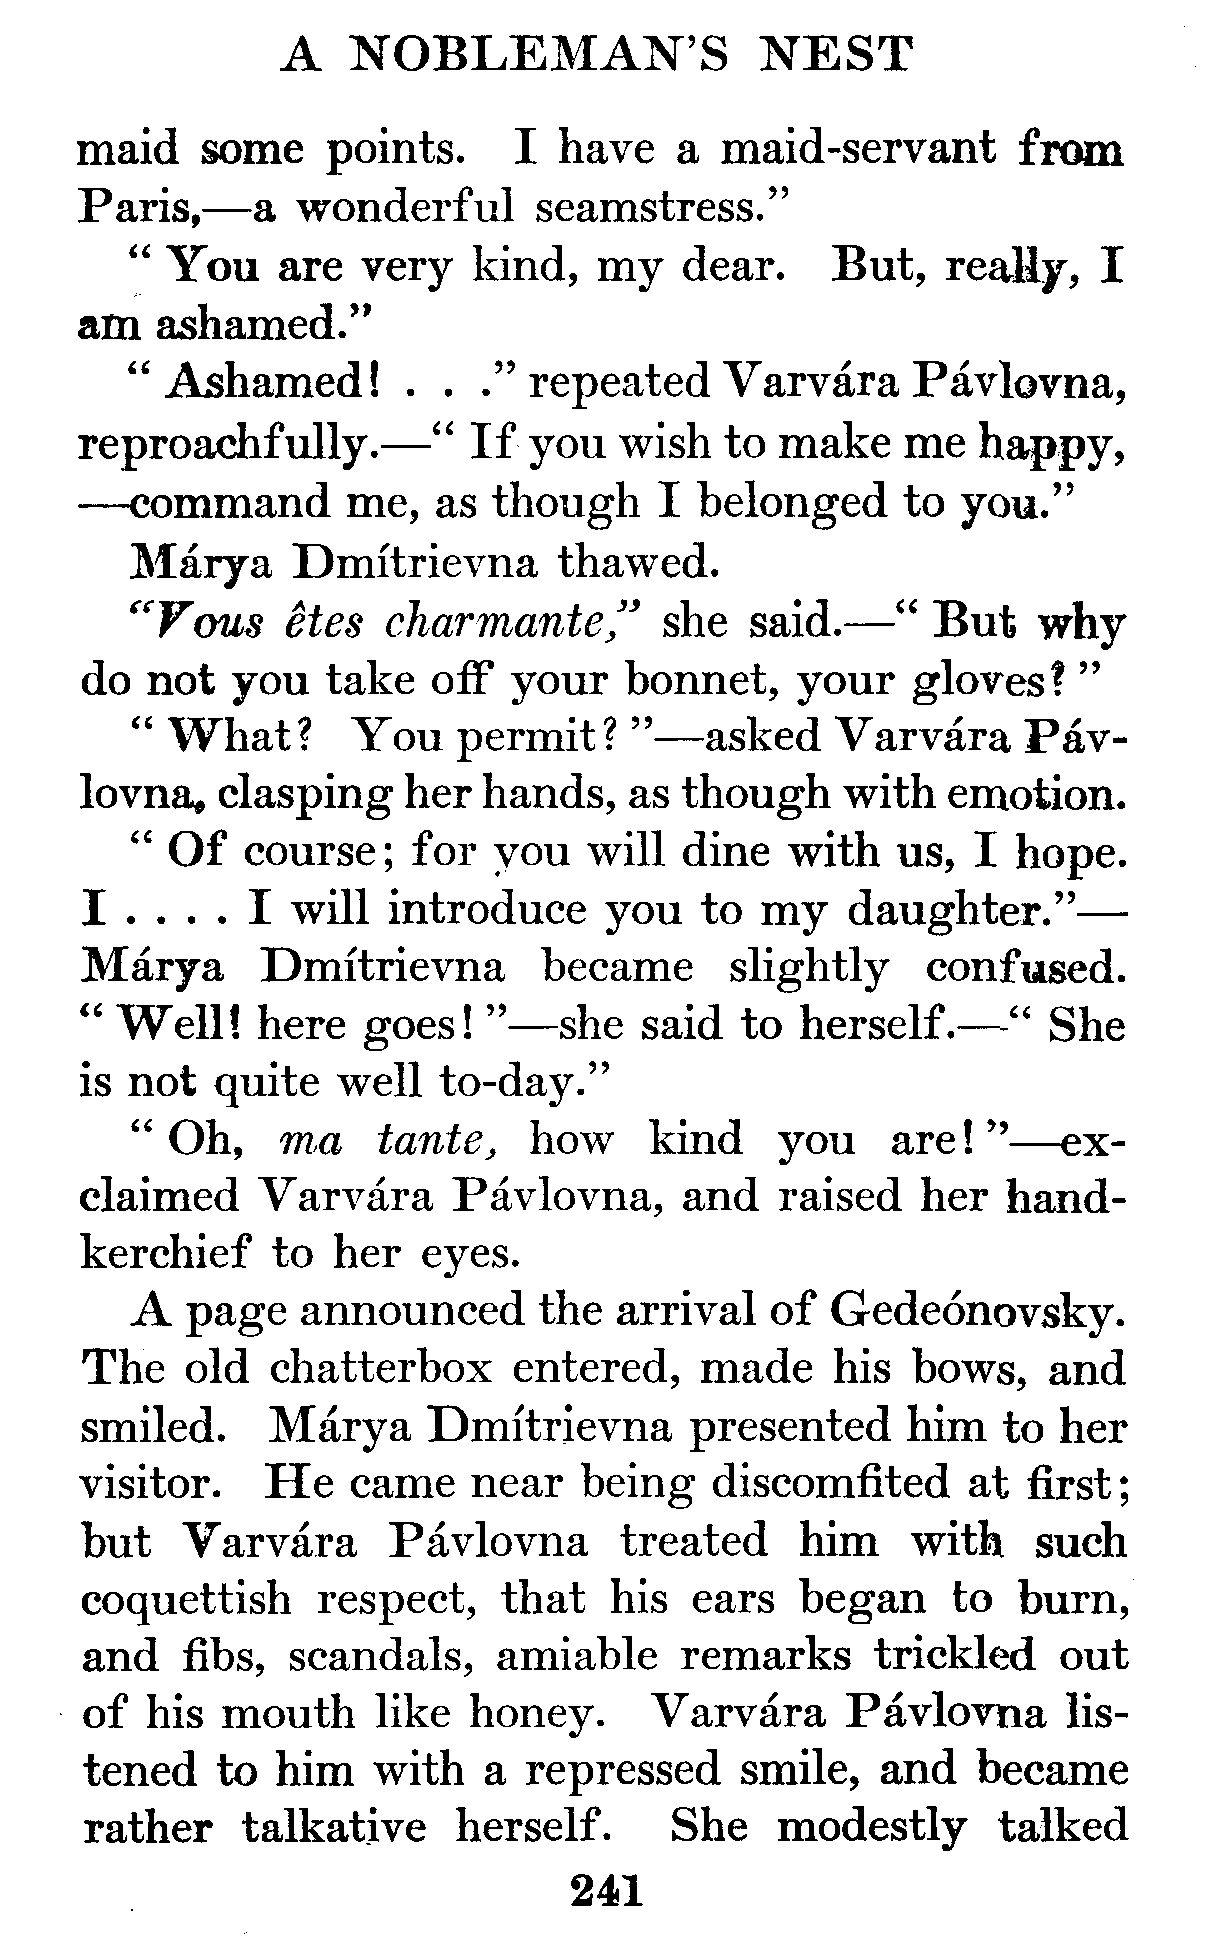 A NOBLEMAN'S NEST
maid some points. I have a maid-servant from
Paris,—a wonderful seamstress."
" You are very kind, my dear. But, really, I
am ashamed."
" Ashamed! . . ." repeated Varvára Pávlovna,
reproachfully.—" If you wish to make me happy,
—command me, as though I belonged to you."
Márya Dmítrievna thawed.
"Vous êtes charmante," she said.—" But why
do not you take off your bonnet, your gloves? "
" What? You permit? "—asked Varvára Páv-
lovna, clasping her hands, as though with emotion.
" Of course; for you will dine with us, I hope.
I . . . . I will introduce you to my daughter."—
Márya Dmítrievna became slightly confused.
" Well! here goes! "—she said to herself.—" She
is not quite well to-day."
" Oh, ma tante, how kind you are! "—ex-
claimed Varvára Pávlovna, and raised her hand-
kerchief to her eyes.
A page announced the arrival of Gedeónovsky.
The old chatterbox entered, made his bows, and
smiled. Márya Dmítrievna presented him to her
visitor. He came near being discomfited at first;
but Varvára Pávlovna treated him with such
coquettish respect, that his ears began to burn,
and fibs, scandals, amiable remarks trickled out
of his mouth like honey. Varvára Pávlovna lis-
tened to him with a repressed smile, and became
rather talkative herself. She modestly talked
241